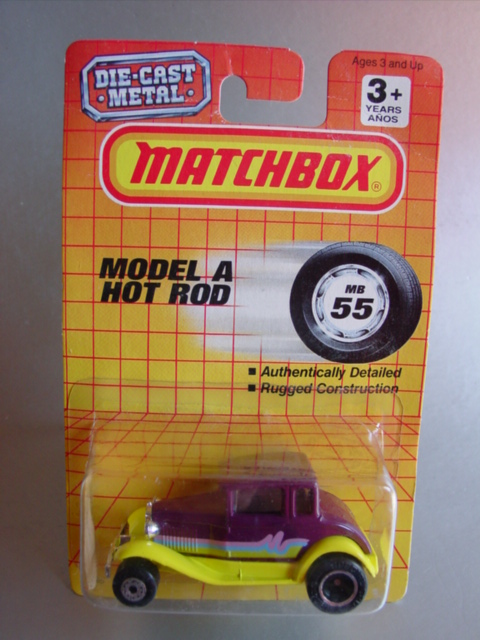 DIE-CAST
METAL
Ages 3 and Up
3+
YEARS
AÑOS
MATCHBOX®
MODEL A
HOT ROD
MB
55
▪ Authentically Detailed
▪ Rugged Construction